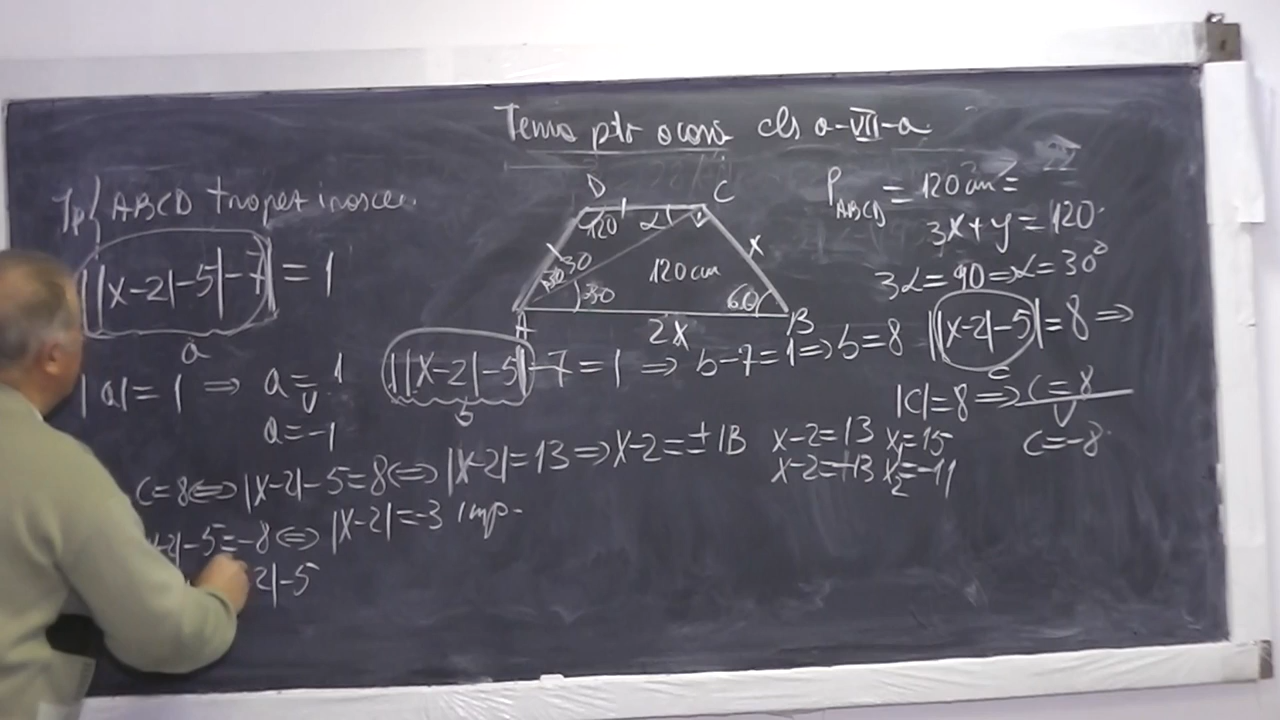 Tema ptr acasă cls a-VII-a
Ip{ ABCD trapez isoscel.
D C
120 α
30 30
120 cm
30 60
x
A 2x B
P_ABCD = 120 cm =
3x+y = 120
3α = 90 ⇒ α = 30°
|||x-2|-5|-7| = 1
a
|a| = 1 ⇒ a = 1
v
a = -1
||x-2|-5|-7 = 1 ⇒ b-7 = 1 ⇒ b = 8 ||x-2|-5| = 8 ⇒
b c
|c| = 8 ⇒ c = 8
v
c = -8
c = 8 ⇔ |x-2|-5 = 8 ⇔ |x-2| = 13 ⇒ x-2 = ±13 x-2 = 13 x₁ = 15
x-2 = -13 x₂ = -11
-2|-5 = -8 ⇔ |x-2| = -3 imp.
2|-5